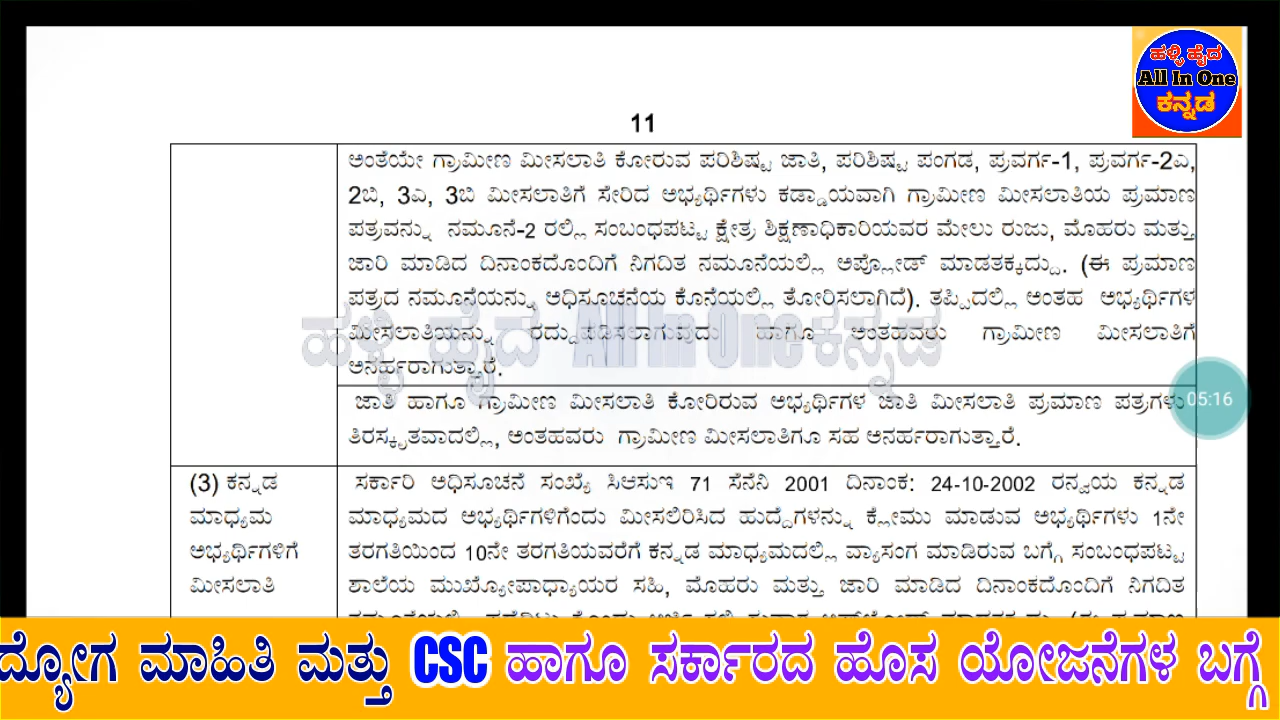 ಹಳ್ಳಿ ಹೈದ
All In One
ಕನ್ನಡ
11
ಅಂತೆಯೇ ಗ್ರಾಮೀಣ ಮೀಸಲಾತಿ ಕೋರುವ ಪರಿಶಿಷ್ಟ ಜಾತಿ, ಪರಿಶಿಷ್ಟ ಪಂಗಡ, ಪ್ರವರ್ಗ-1, ಪ್ರವರ್ಗ-2ಎ,
2ಬಿ, 3ಎ, 3ಬಿ ಮೀಸಲಾತಿಗೆ ಸೇರಿದ ಅಭ್ಯರ್ಥಿಗಳು ಕಡ್ಡಾಯವಾಗಿ ಗ್ರಾಮೀಣ ಮೀಸಲಾತಿಯ ಪ್ರಮಾಣ
ಪತ್ರವನ್ನು ನಮೂನೆ-2 ರಲ್ಲಿ ಸಂಬಂಧಪಟ್ಟ ಕ್ಷೇತ್ರ ಶಿಕ್ಷಣಾಧಿಕಾರಿಯವರ ಮೇಲು ರುಜು, ಮೊಹರು ಮತ್ತು
ಜಾರಿ ಮಾಡಿದ ದಿನಾಂಕದೊಂದಿಗೆ ನಿಗದಿತ ನಮೂನೆಯಲ್ಲಿ ಅಪ್ಲೋಡ್ ಮಾಡತಕ್ಕದ್ದು. (ಈ ಪ್ರಮಾಣ
ಪತ್ರದ ನಮೂನೆಯನ್ನು ಅಧಿಸೂಚನೆಯ ಕೊನೆಯಲ್ಲಿ ತೋರಿಸಲಾಗಿದೆ). ತಪ್ಪಿದಲ್ಲಿ ಅಂತಹ ಅಭ್ಯರ್ಥಿಗಳ
ಮೀಸಲಾತಿಯನ್ನು ರದ್ದುಪಡಿಸಲಾಗುವುದು ಹಾಗೂ ಅಂತಹವರು ಗ್ರಾಮೀಣ ಮೀಸಲಾತಿಗೆ
ಹಳ್ಳಿ ಹೈದ All In One ಕನ್ನಡ
ಅನರ್ಹರಾಗುತ್ತಾರೆ.
ಜಾತಿ ಹಾಗೂ ಗ್ರಾಮೀಣ ಮೀಸಲಾತಿ ಕೋರಿರುವ ಅಭ್ಯರ್ಥಿಗಳ ಜಾತಿ ಮೀಸಲಾತಿ ಪ್ರಮಾಣ ಪತ್ರಗಳು
05:16
ತಿರಸ್ಕೃತವಾದಲ್ಲಿ, ಅಂತಹವರು ಗ್ರಾಮೀಣ ಮೀಸಲಾತಿಗೂ ಸಹ ಅನರ್ಹರಾಗುತ್ತಾರೆ.
(3) ಕನ್ನಡ
ಮಾಧ್ಯಮ
ಅಭ್ಯರ್ಥಿಗಳಿಗೆ
ಮೀಸಲಾತಿ
ಸರ್ಕಾರಿ ಅಧಿಸೂಚನೆ ಸಂಖ್ಯೆ ಸಿಆಸುಇ 71 ಸೆನೆನಿ 2001 ದಿನಾಂಕ: 24-10-2002 ರನ್ವಯ ಕನ್ನಡ
ಮಾಧ್ಯಮದ ಅಭ್ಯರ್ಥಿಗಳಿಗೆಂದು ಮೀಸಲಿರಿಸಿದ ಹುದ್ದೆಗಳನ್ನು ಕ್ಲೇಮು ಮಾಡುವ ಅಭ್ಯರ್ಥಿಗಳು 1ನೇ
ತರಗತಿಯಿಂದ 10ನೇ ತರಗತಿಯವರೆಗೆ ಕನ್ನಡ ಮಾಧ್ಯಮದಲ್ಲಿ ವ್ಯಾಸಂಗ ಮಾಡಿರುವ ಬಗ್ಗೆ ಸಂಬಂಧಪಟ್ಟ
ಶಾಲೆಯ ಮುಖ್ಯೋಪಾಧ್ಯಾಯರ ಸಹಿ, ಮೊಹರು ಮತ್ತು ಜಾರಿ ಮಾಡಿದ ದಿನಾಂಕದೊಂದಿಗೆ ನಿಗದಿತ
ದ್ಯೋಗ ಮಾಹಿತಿ ಮತ್ತು CSC ಹಾಗೂ ಸರ್ಕಾರದ ಹೊಸ ಯೋಜನೆಗಳ ಬಗ್ಗೆ